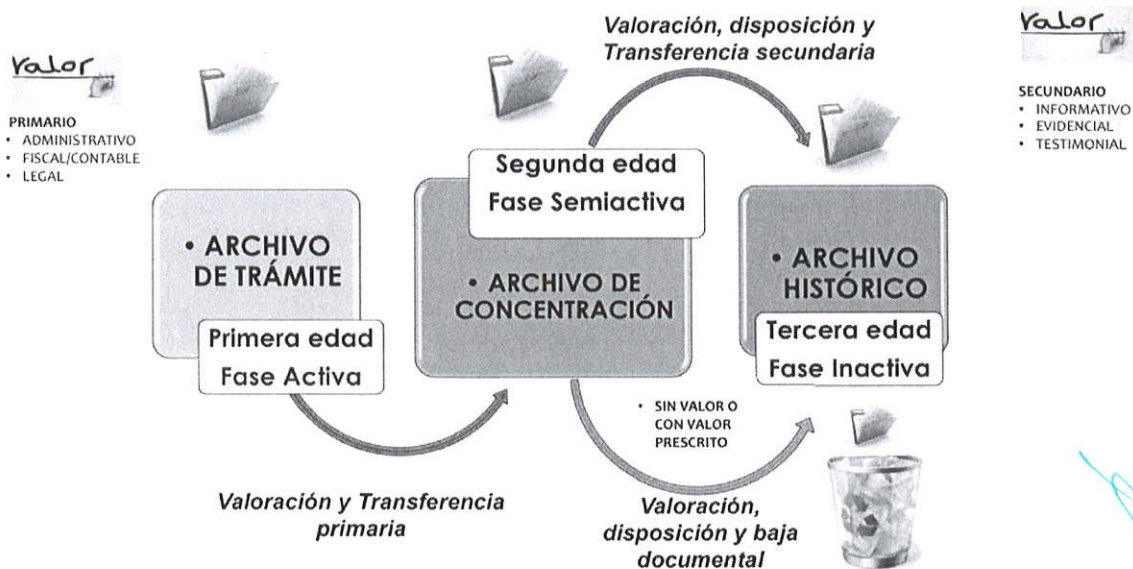 Valor
PRIMARIO
• ADMINISTRATIVO
• FISCAL/CONTABLE
• LEGAL
Valoración, disposición y
Transferencia secundaria
Valor
SECUNDARIO
• INFORMATIVO
• EVIDENCIAL
• TESTIMONIAL
• ARCHIVO
DE TRÁMITE
Primera edad
Fase Activa
Segunda edad
Fase Semiactiva
• ARCHIVO DE
CONCENTRACIÓN
• ARCHIVO
HISTÓRICO
Tercera edad
Fase Inactiva
• SIN VALOR O
CON VALOR
PRESCRITO
Valoración y Transferencia
primaria
Valoración,
disposición y baja
documental